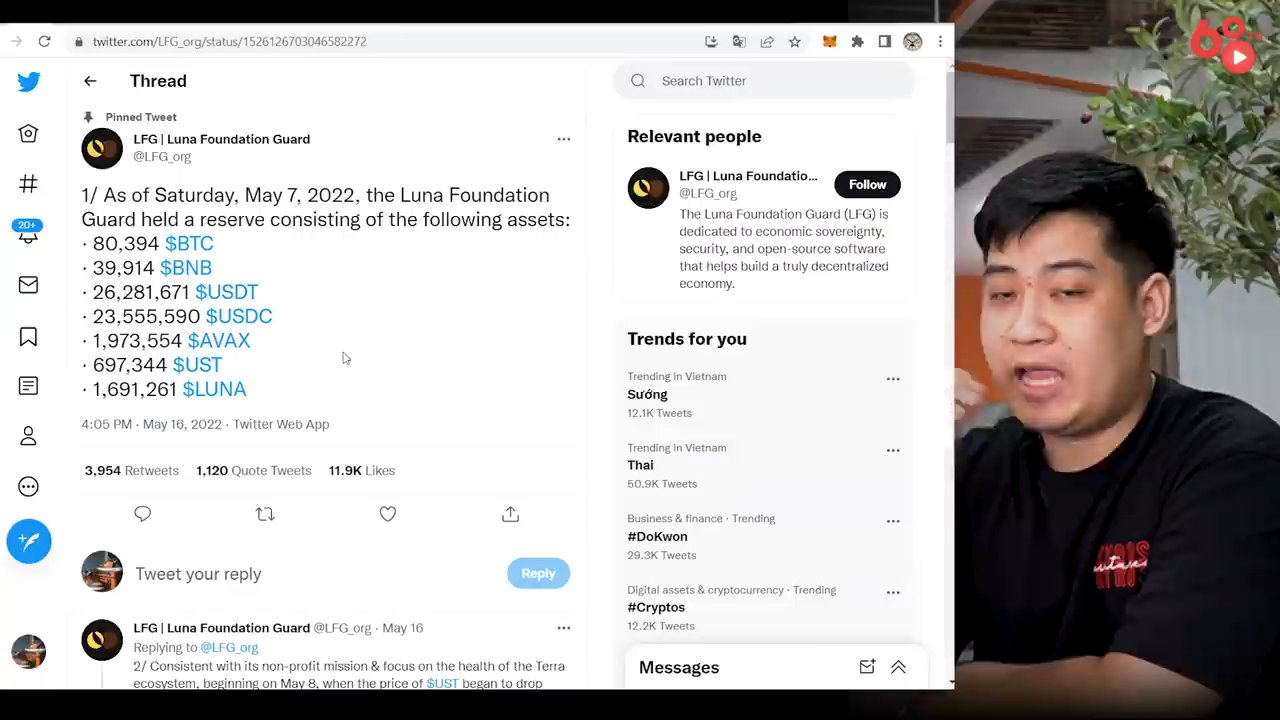 twitter.com/LFG_org/status/1526126703046582272
Thread
Search Twitter
Pinned Tweet
LFG | Luna Foundation Guard
@LFG_org
1/ As of Saturday, May 7, 2022, the Luna Foundation
Guard held a reserve consisting of the following assets:
· 80,394 $BTC
· 39,914 $BNB
· 26,281,671 $USDT
· 23,555,590 $USDC
· 1,973,554 $AVAX
· 697,344 $UST
· 1,691,261 $LUNA
4:05 PM · May 16, 2022 · Twitter Web App
3,954 Retweets 1,120 Quote Tweets 11.9K Likes
Tweet your reply
Reply
LFG | Luna Foundation Guard @LFG_org · May 16
Replying to @LFG_org
2/ Consistent with its non-profit mission & focus on the health of the Terra
ecosystem, beginning on May 8, when the price of $UST began to drop
20+
Relevant people
LFG | Luna Foundatio...
@LFG_org
Follow
The Luna Foundation Guard (LFG) is
dedicated to economic sovereignty,
security, and open-source software
that helps build a truly decentralized
economy.
Trends for you
Trending in Vietnam
Sướng
12.1K Tweets
Trending in Vietnam
Thai
50.9K Tweets
Business & finance · Trending
#DoKwon
29.3K Tweets
Digital assets & cryptocurrency · Trending
#Cryptos
12.2K Tweets
Messages
68
TV